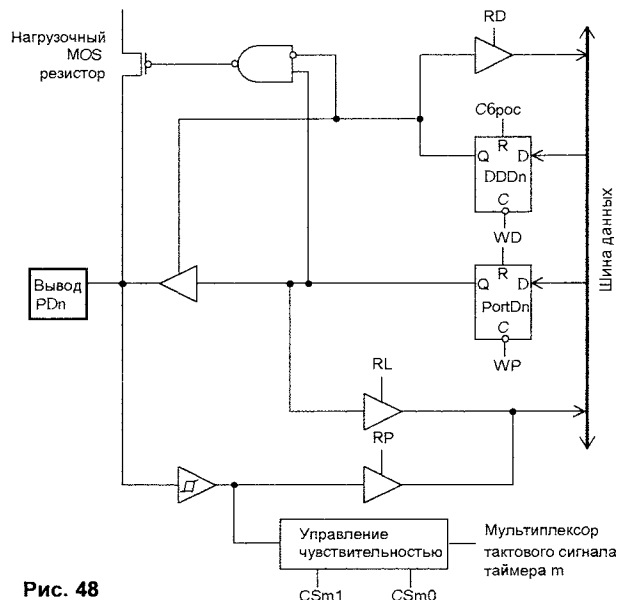 Нагрузочный
MOS
резистор
RD
Сброс
R
Q D
DDDn
C
WD
Шина данных
Вывод
PDn
R
Q D
PortDn
C
WP
RL
RP
Управление
чувствительностью
Мультиплексор
тактового сигнала
таймера m
CSm1 CSm0
Рис. 48